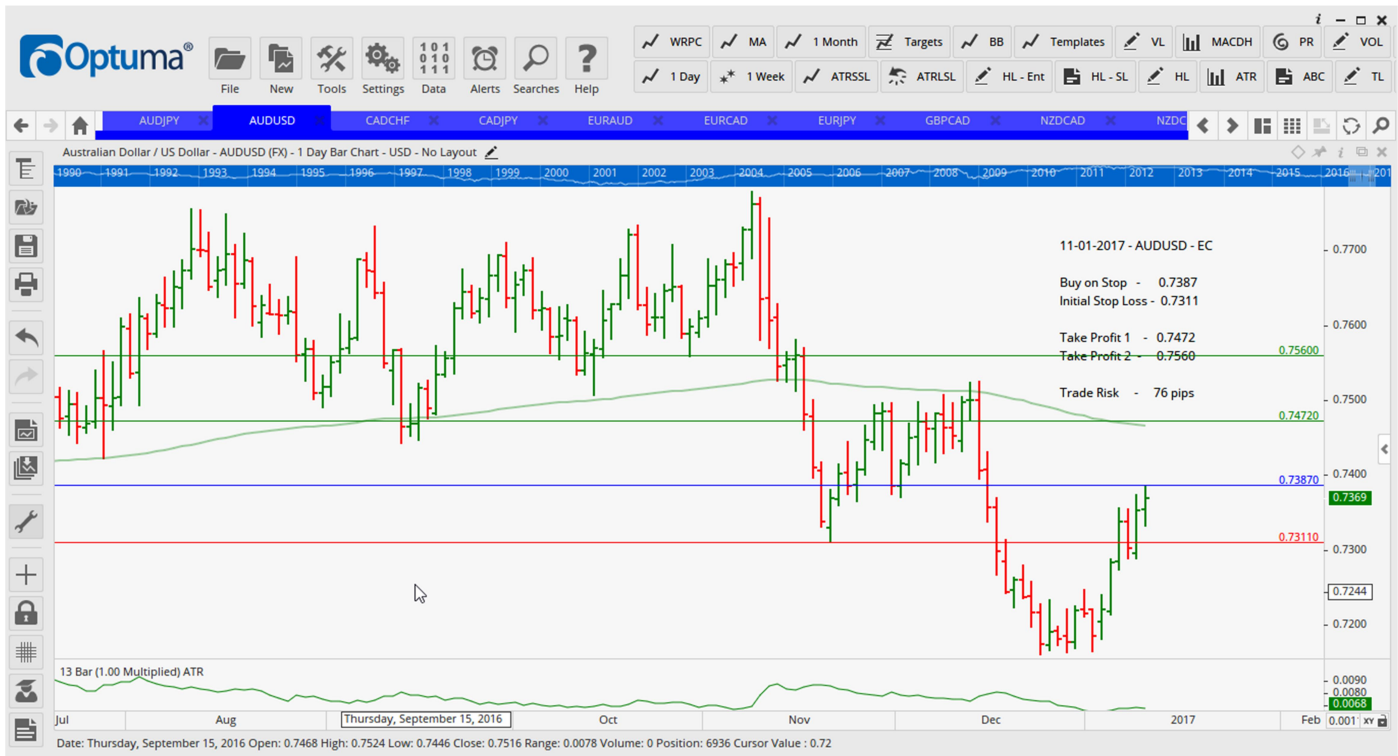 i
Optuma®
File
New
Tools
Settings
101
010
111
Data
Alerts
Searches
?
Help
WRPC
MA
1 Month
Targets
BB
Templates
VL
MACDH
PR
VOL
1 Day
1 Week
ATRSSL
ATRLSL
HL - Ent
HL - SL
HL
ATR
ABC
TL
AUDJPY
AUDUSD
CADCHF
CADJPY
EURAUD
EURCAD
EURJPY
GBPCAD
NZDCAD
NZDC
Australian Dollar / US Dollar - AUDUSD (FX) - 1 Day Bar Chart - USD - No Layout
i
1990 1991 1992 1993 1994 1995 1996 1997 1998 1999 2000 2001 2002 2003 2004 2005 2006 2007 2008 2009 2010 2011 2012 2013 2014 2015 2016 201
11-01-2017 - AUDUSD - EC
Buy on Stop - 0.7387
Initial Stop Loss - 0.7311
Take Profit 1 - 0.7472
Take Profit 2 - 0.7560
Trade Risk - 76 pips
0.75600
0.74720
0.73870
0.73110
0.7700
0.7600
0.7500
0.7400
0.7369
0.7300
0.7244
0.7200
13 Bar (1.00 Multiplied) ATR
0.0090
0.0080
0.0068
Jul
Aug
Thursday, September 15, 2016
Oct
Nov
Dec
2017
Feb
0.001
XY
Date: Thursday, September 15, 2016 Open: 0.7468 High: 0.7524 Low: 0.7446 Close: 0.7516 Range: 0.0078 Volume: 0 Position: 6936 Cursor Value : 0.72